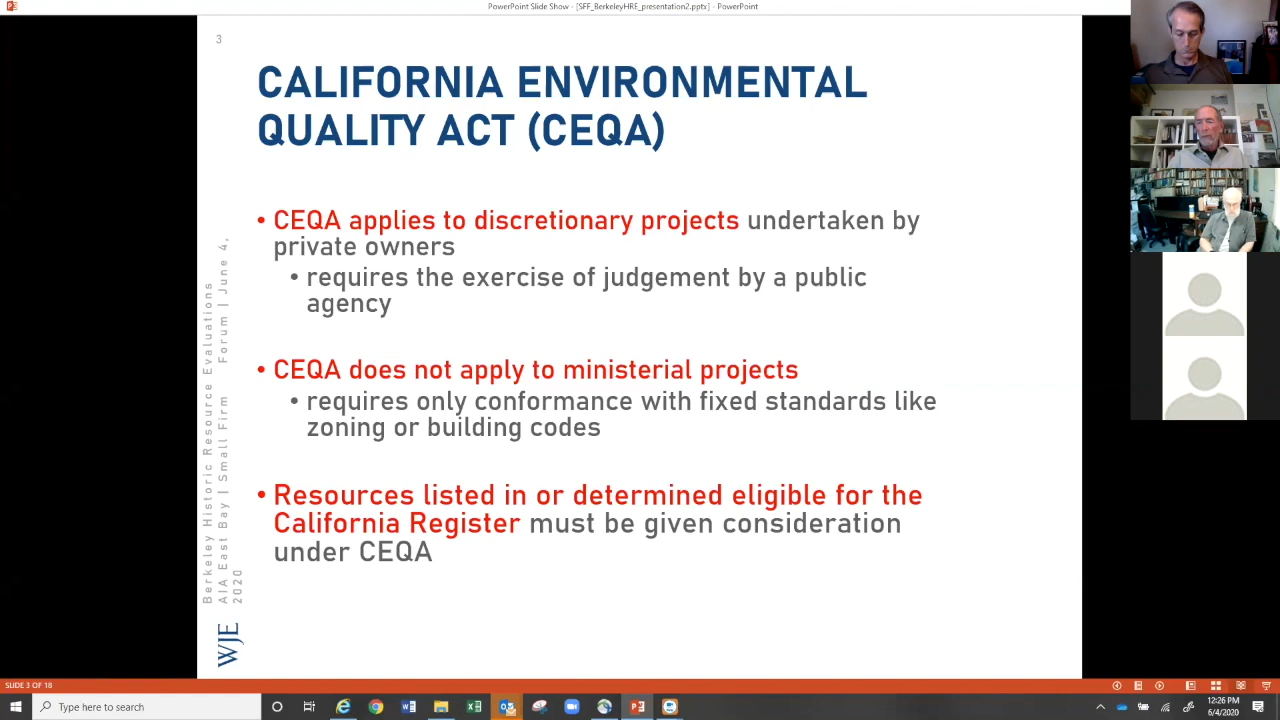 PowerPoint Slide Show - [SFF_BerkeleyHRE_presentation2.pptx] - PowerPoint
3
CALIFORNIA ENVIRONMENTAL
QUALITY ACT (CEQA)
• CEQA applies to discretionary projects undertaken by
private owners
• requires the exercise of judgement by a public
agency
• CEQA does not apply to ministerial projects
• requires only conformance with fixed standards like
zoning or building codes
• Resources listed in or determined eligible for the
California Register must be given consideration
under CEQA
Berkeley Historic Resource Evaluations
AIA East Bay | Small Firm Forum | June 4,
2020
WJE
SLIDE 3 OF 18
Type here to search
12:26 PM
6/4/2020